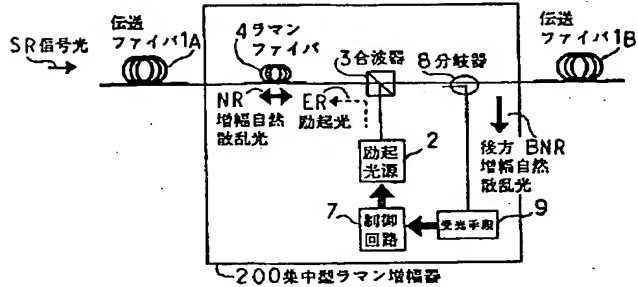 SR信号光
伝送
ファイバ1A
4ラマン
ファイバ
3合波器
8分岐器
伝送
ファイバ1B
NR
増幅自然
散乱光
ER
励起光
励起
光源
2
後方
BNR
増幅自然
散乱光
7
制御
回路
受光手段
9
200集中型ラマン増幅器